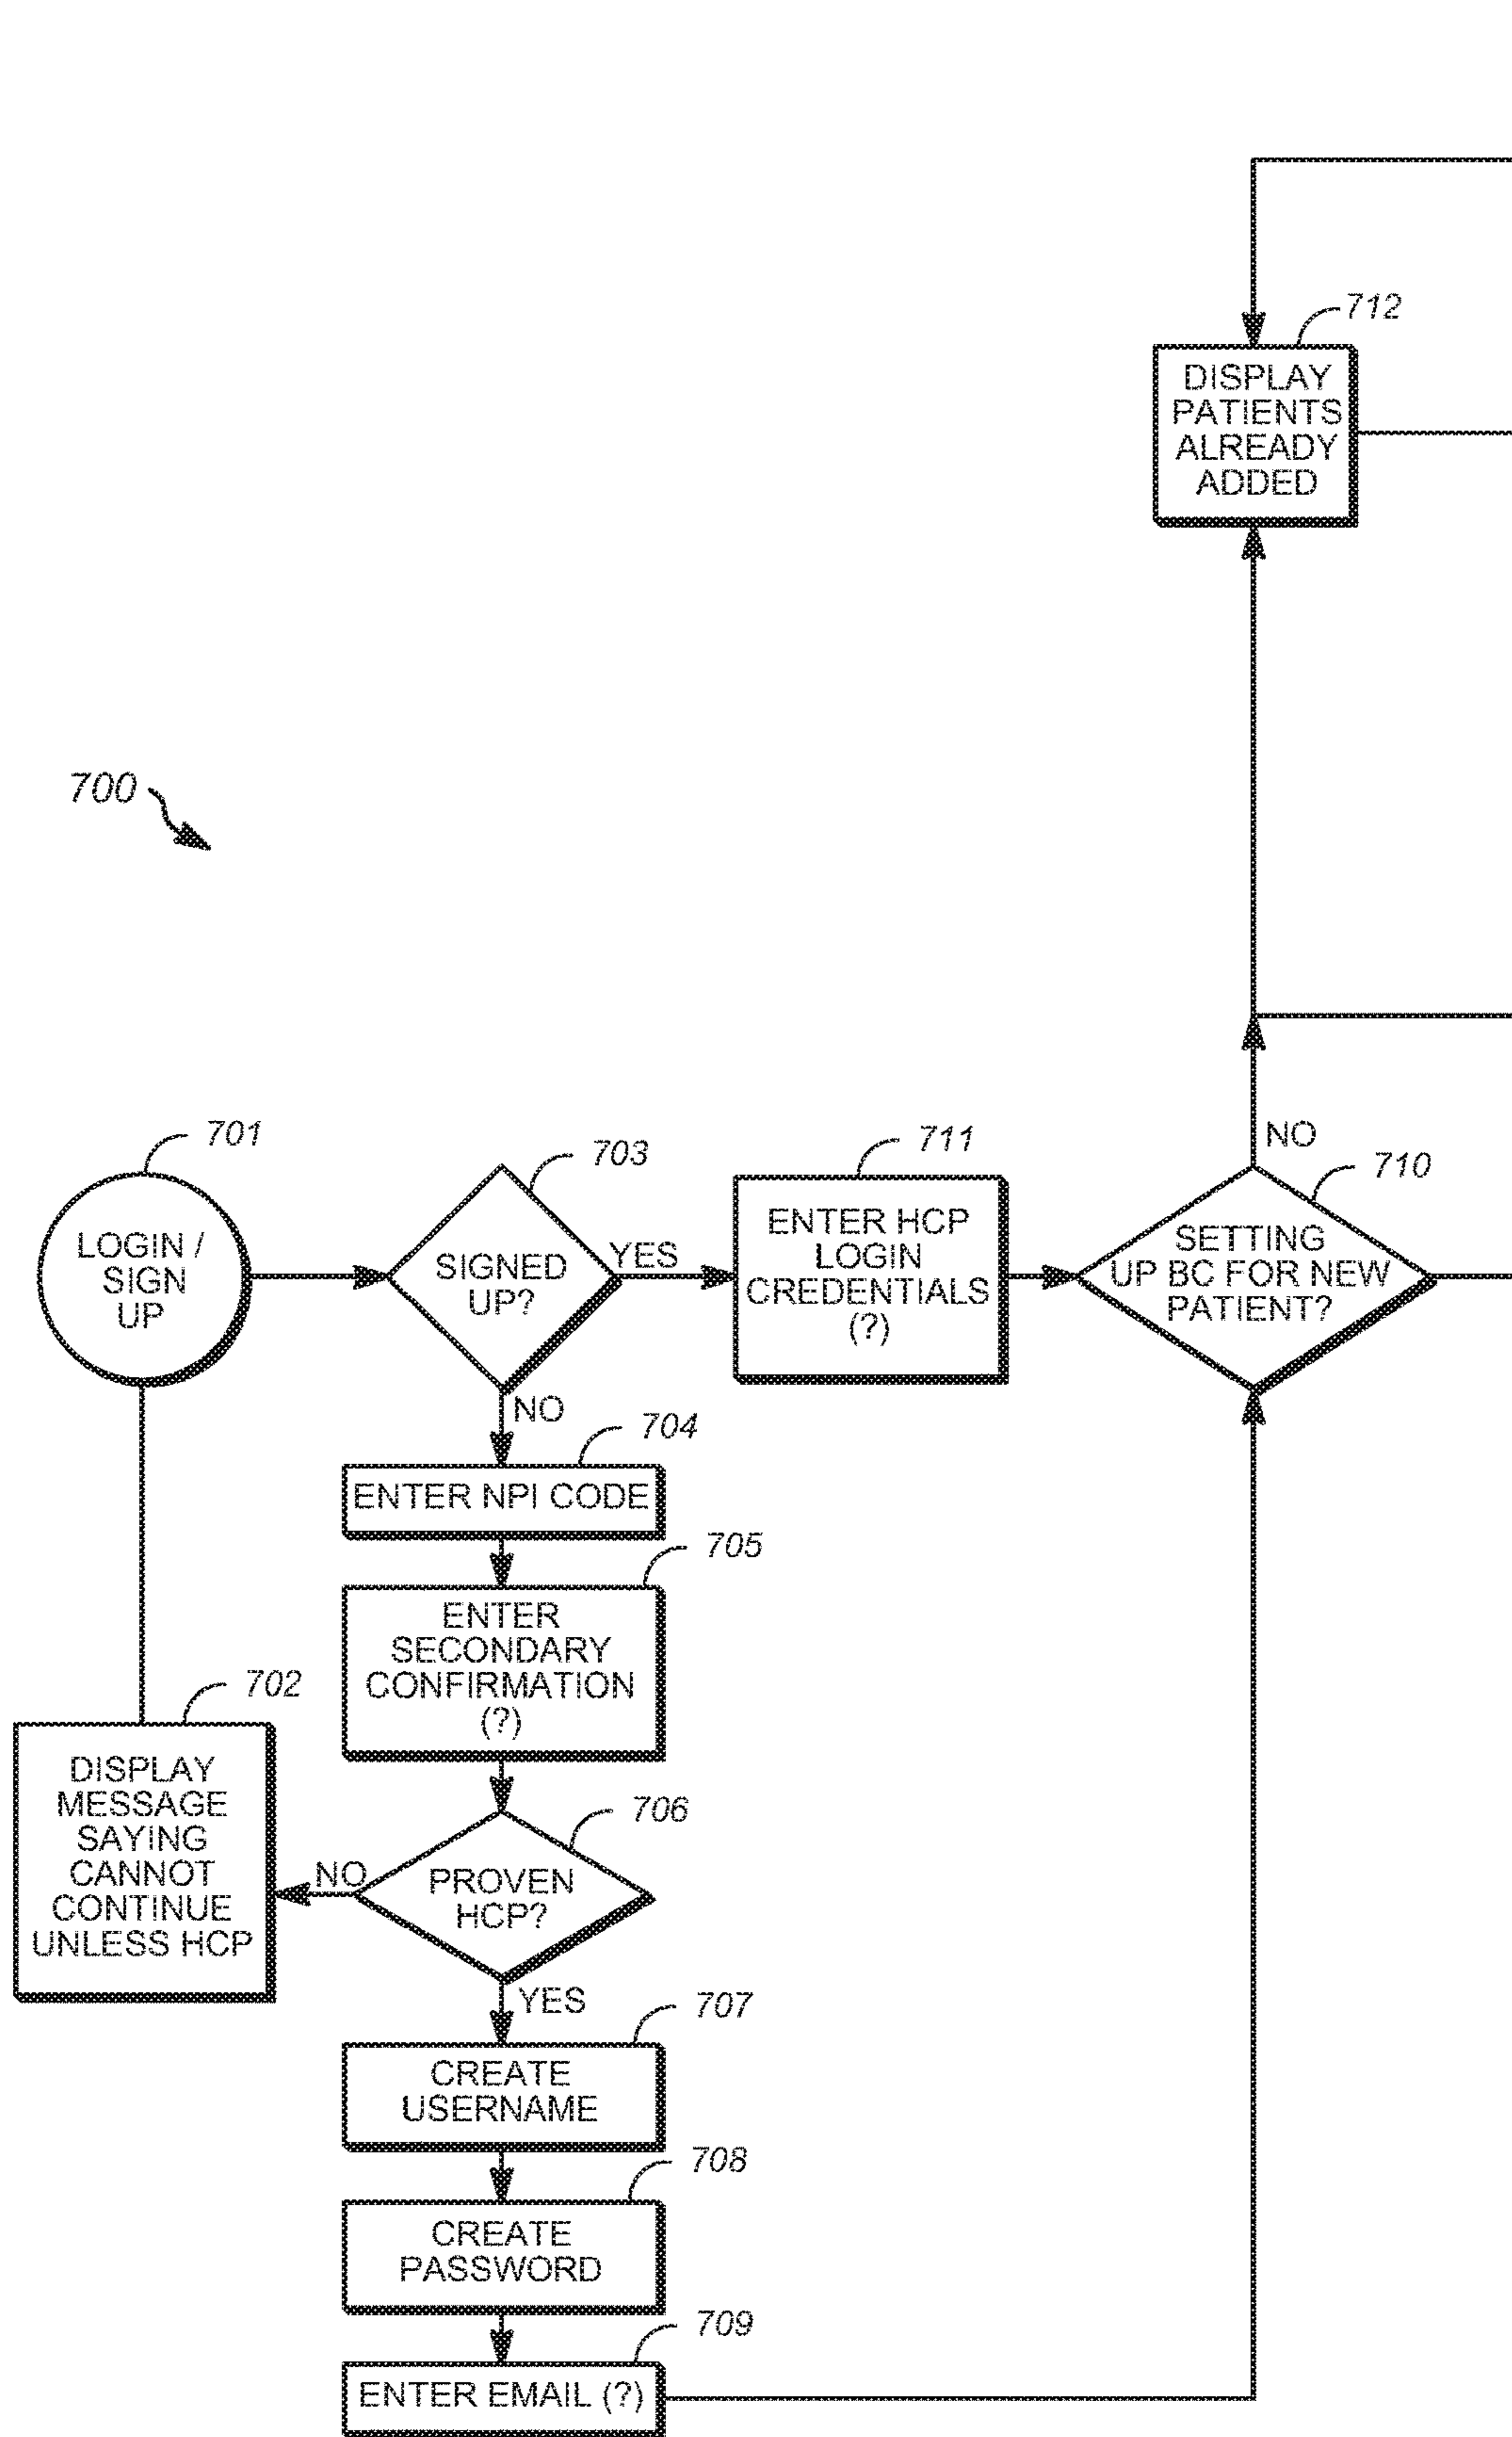 712
DISPLAY
PATIENTS
ALREADY
ADDED
700
701
LOGIN /
SIGN
UP
703
SIGNED
UP?
YES
NO
711
ENTER HCP
LOGIN
CREDENTIALS
(?)
NO
710
SETTING
UP BC FOR NEW
PATIENT?
704
ENTER NPI CODE
705
ENTER
SECONDARY
CONFIRMATION
(?)
702
DISPLAY
MESSAGE
SAYING
CANNOT
CONTINUE
UNLESS HCP
706
PROVEN
HCP?
NO
YES
707
CREATE
USERNAME
708
CREATE
PASSWORD
709
ENTER EMAIL (?)